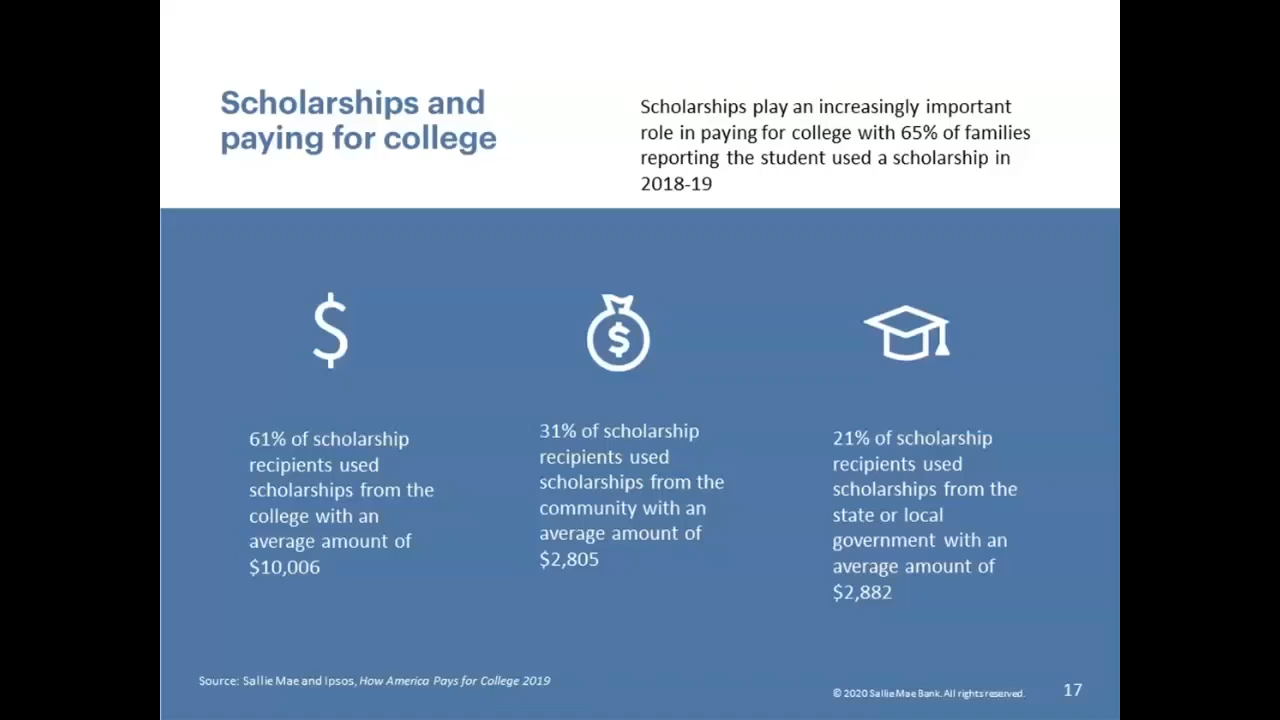 Scholarships and
paying for college
Scholarships play an increasingly important
role in paying for college with 65% of families
reporting the student used a scholarship in
2018-19
$
$
61% of scholarship
recipients used
scholarships from the
college with an
average amount of
$10,006
31% of scholarship
recipients used
scholarships from the
community with an
average amount of
$2,805
21% of scholarship
recipients used
scholarships from the
state or local
government with an
average amount of
$2,882
Source: Sallie Mae and Ipsos, How America Pays for College 2019
© 2020 Sallie Mae Bank. All rights reserved.
17